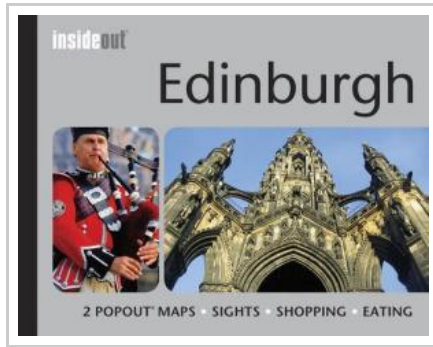 insideout
Edinburgh
2 POPOUT® MAPS • SIGHTS • SHOPPING • EATING